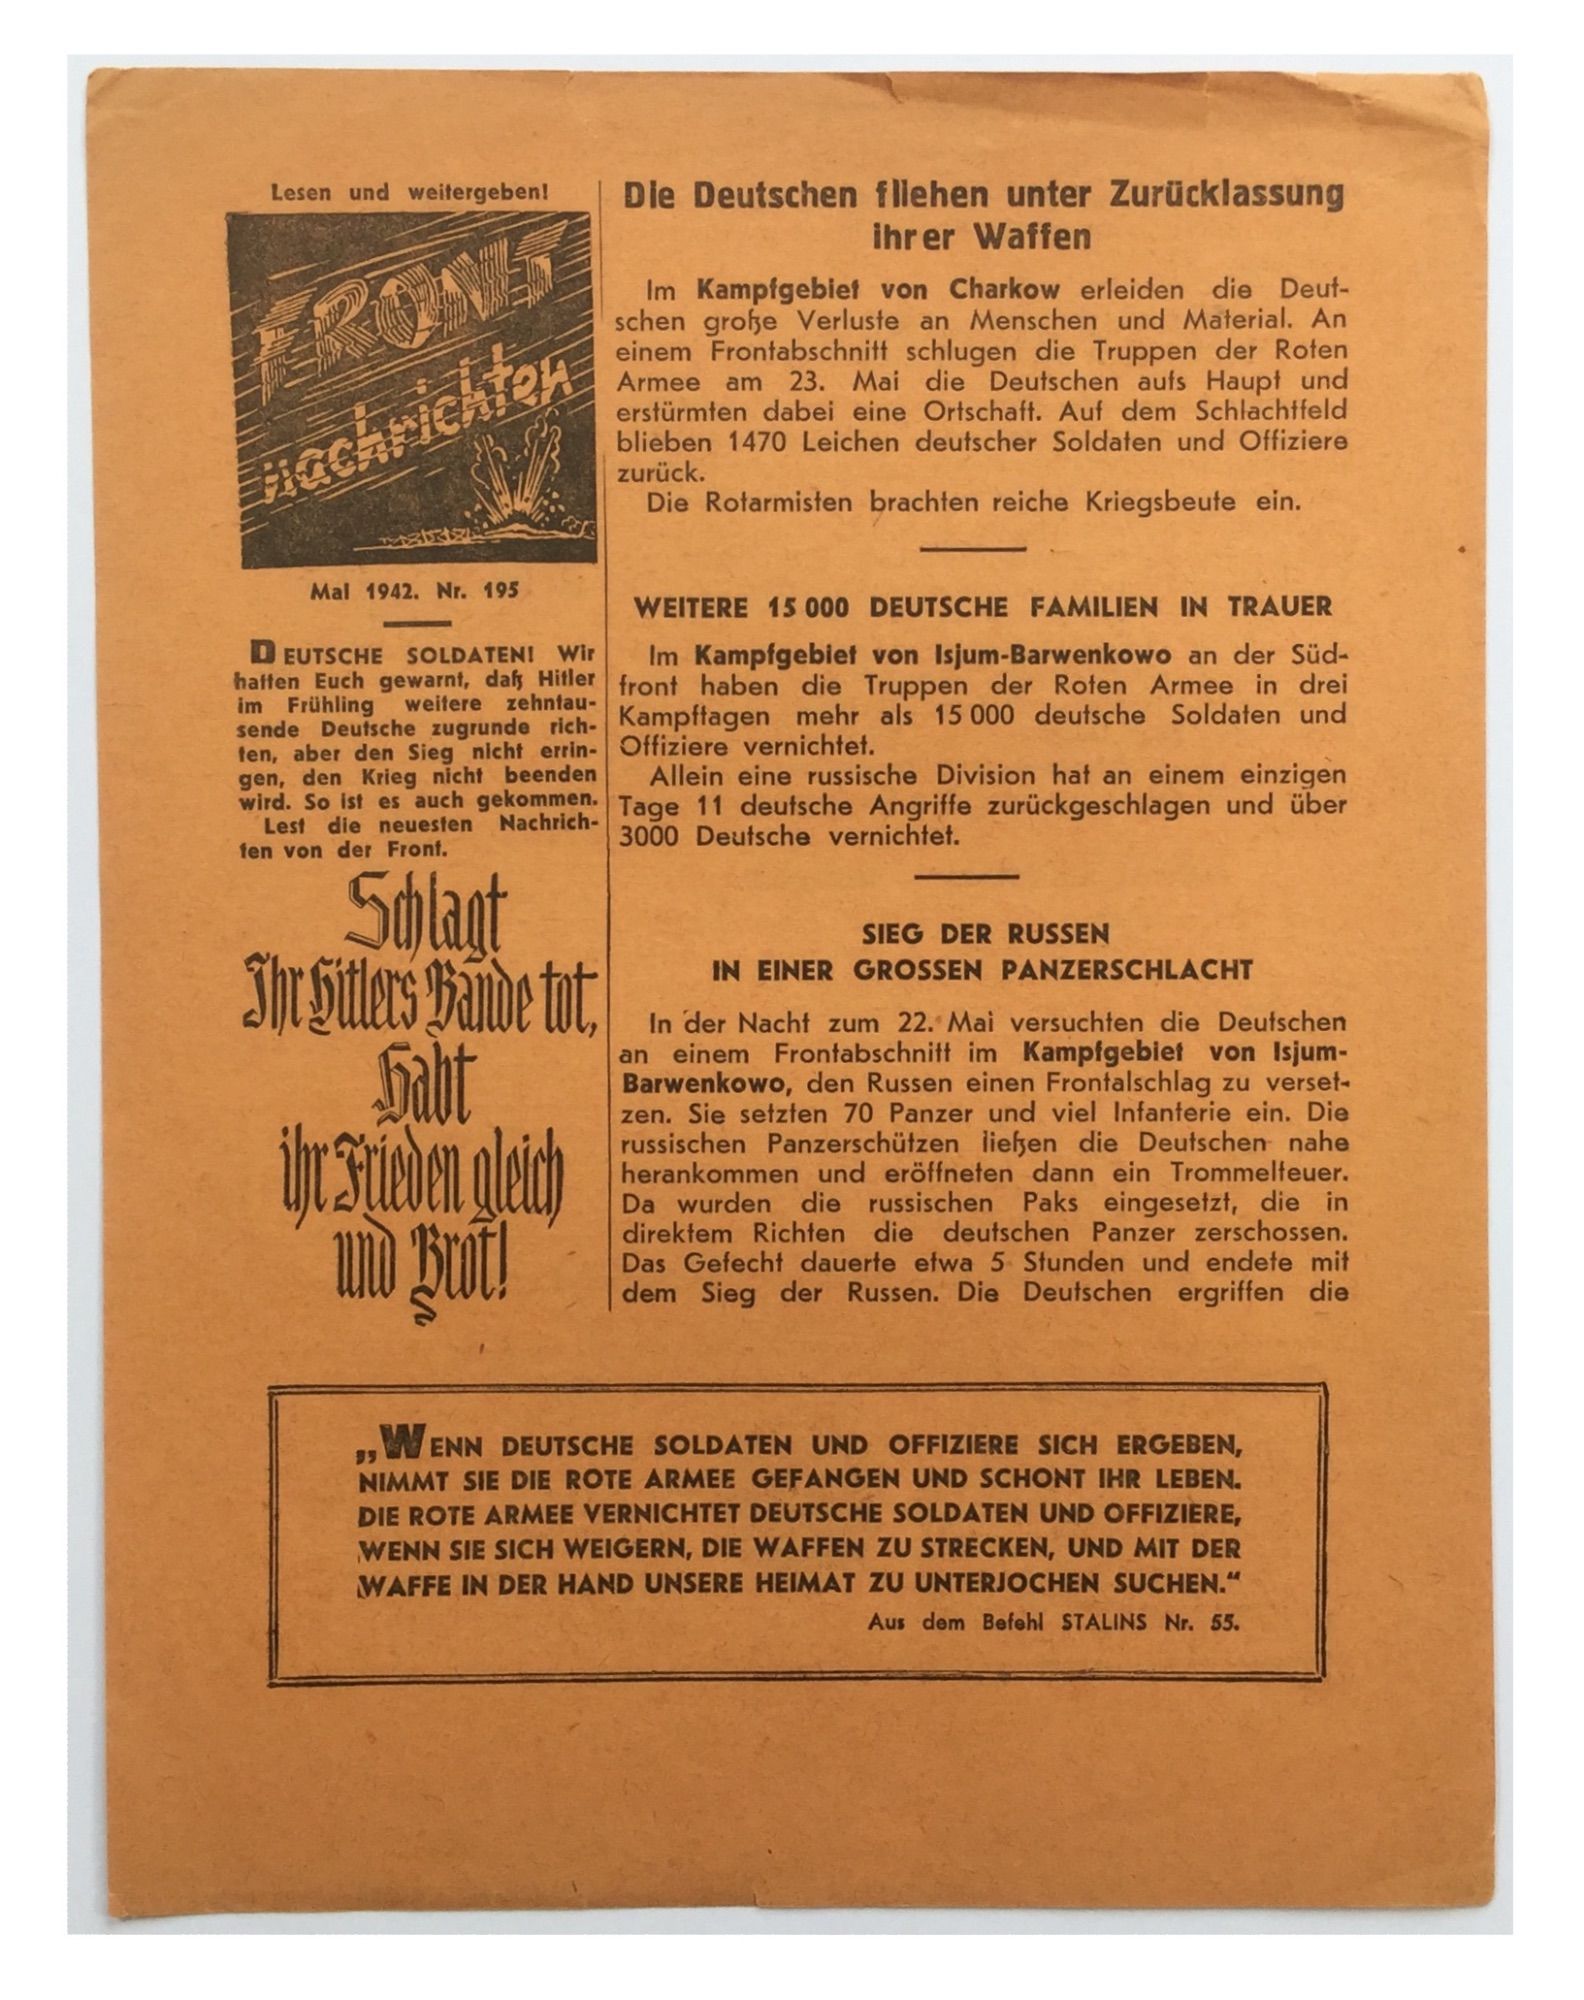 Lesen und weitergeben!
FRONT
nachrichten
Mai 1942. Nr. 195
DEUTSCHE SOLDATEN! Wir
hatten Euch gewarnt, daß Hitler
im Frühling weitere zehntau-
sende Deutsche zugrunde rich-
ten, aber den Sieg nicht errin-
gen, den Krieg nicht beenden
wird. So ist es auch gekommen.
Lest die neuesten Nachrich-
ten von der Front.
Schlagt
Ihr Hitlers Bande tot,
Habt
ihr Frieden gleich
und Brot!
Die Deutschen fliehen unter Zurücklassung
ihrer Waffen
Im Kampfgebiet von Charkow erleiden die Deut-
schen große Verluste an Menschen und Material. An
einem Frontabschnitt schlugen die Truppen der Roten
Armee am 23. Mai die Deutschen aufs Haupt und
erstürmten dabei eine Ortschaft. Auf dem Schlachtfeld
blieben 1470 Leichen deutscher Soldaten und Offiziere
zurück.
Die Rotarmisten brachten reiche Kriegsbeute ein.
WEITERE 15 000 DEUTSCHE FAMILIEN IN TRAUER
Im Kampfgebiet von Isjum-Barwenkowo an der Süd-
front haben die Truppen der Roten Armee in drei
Kampftagen mehr als 15 000 deutsche Soldaten und
Offiziere vernichtet.
Allein eine russische Division hat an einem einzigen
Tage 11 deutsche Angriffe zurückgeschlagen und über
3000 Deutsche vernichtet.
SIEG DER RUSSEN
IN EINER GROSSEN PANZERSCHLACHT
In der Nacht zum 22. Mai versuchten die Deutschen
an einem Frontabschnitt im Kampfgebiet von Isjum-
Barwenkowo, den Russen einen Frontalschlag zu verset-
zen. Sie setzten 70 Panzer und viel Infanterie ein. Die
russischen Panzerschützen ließen die Deutschen nahe
herankommen und eröffneten dann ein Trommelfeuer.
Da wurden die russischen Paks eingesetzt, die in
direktem Richten die deutschen Panzer zerschossen.
Das Gefecht dauerte etwa 5 Stunden und endete mit
dem Sieg der Russen. Die Deutschen ergriffen die
„WENN DEUTSCHE SOLDATEN UND OFFIZIERE SICH ERGEBEN,
NIMMT SIE DIE ROTE ARMEE GEFANGEN UND SCHONT IHR LEBEN.
DIE ROTE ARMEE VERNICHTET DEUTSCHE SOLDATEN UND OFFIZIERE,
WENN SIE SICH WEIGERN, DIE WAFFEN ZU STRECKEN, UND MIT DER
WAFFE IN DER HAND UNSERE HEIMAT ZU UNTERJOCHEN SUCHEN.“
Aus dem Befehl STALINS Nr. 55.